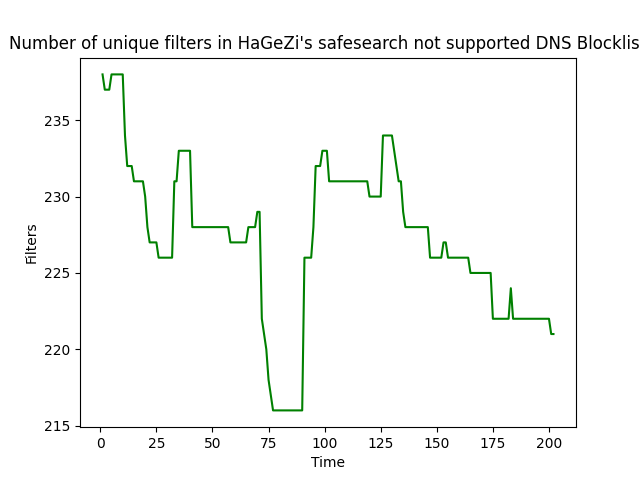 Number of unique filters in HaGeZi's safesearch not supported DNS Blocklis
235
230
225
220
215
Filters
0 25 50 75 100 125 150 175 200
Time